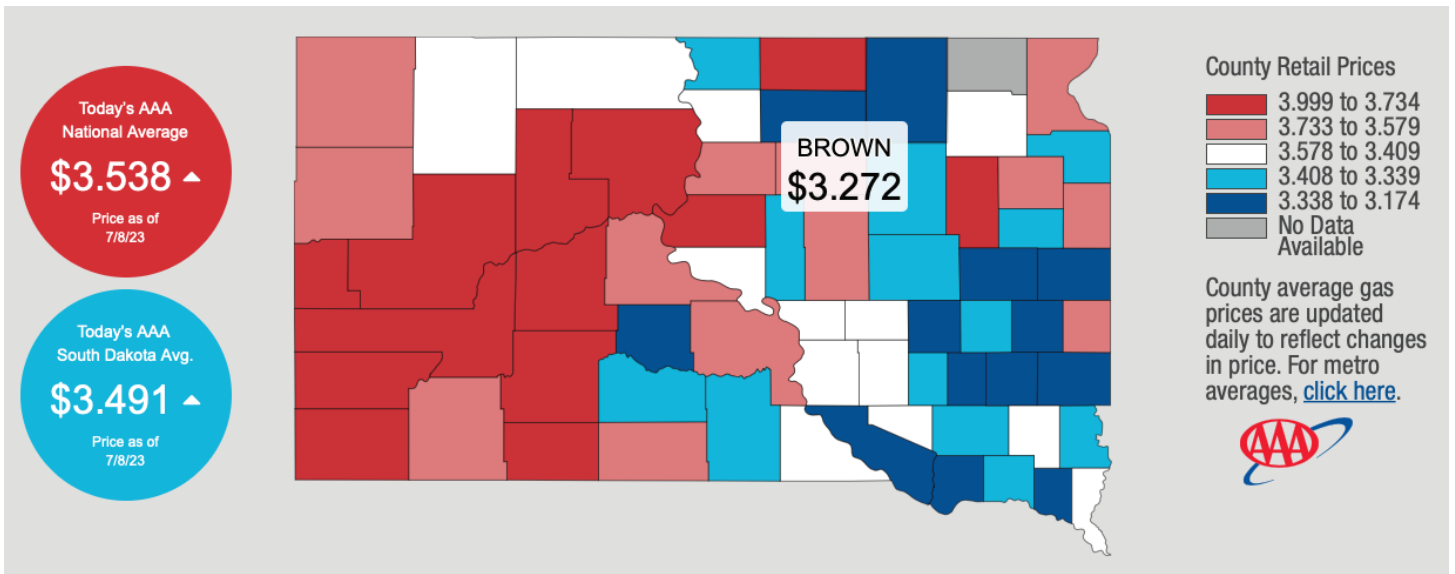 Today's AAA
National Average
$3.538
Price as of
7/8/23
Today's AAA
South Dakota Avg.
$3.491
Price as of
7/8/23
BROWN
$3.272
County Retail Prices
3.999 to 3.734
3.733 to 3.579
3.578 to 3.409
3.408 to 3.339
3.338 to 3.174
No Data
Available
County average gas
prices are updated
daily to reflect changes
in price. For metro
averages, click here.
AAA